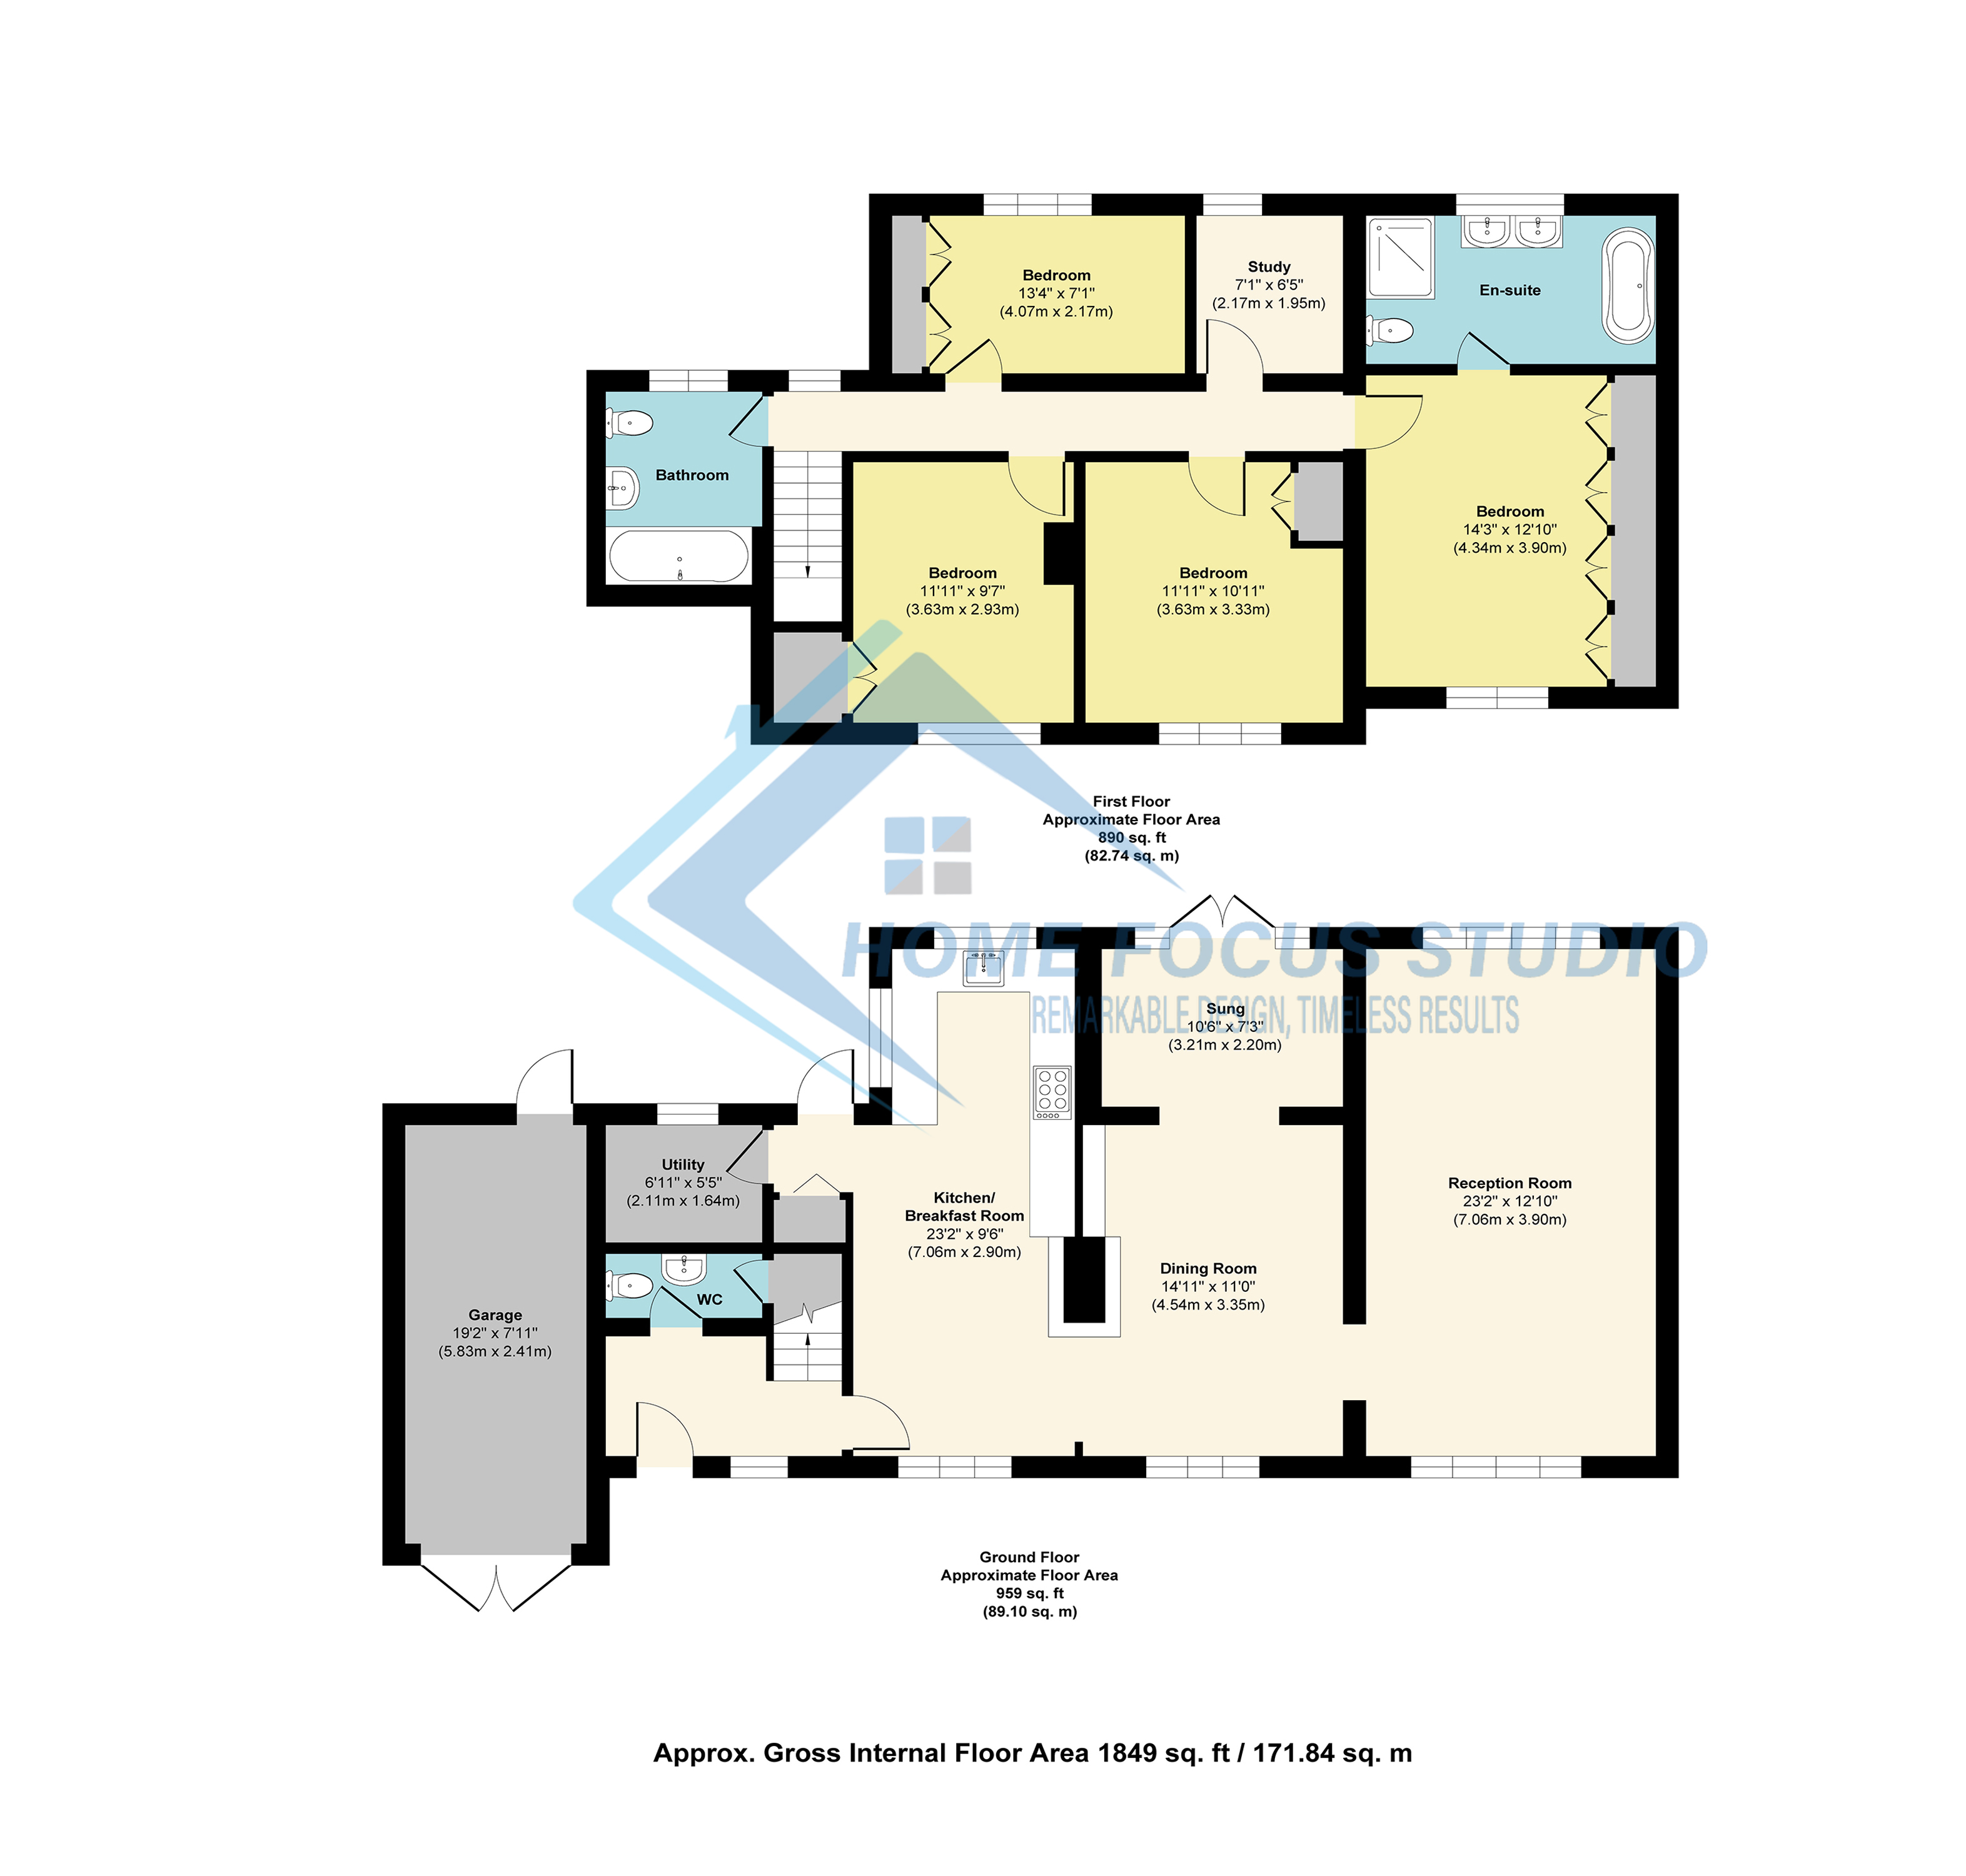 Bedroom
13'4" x 7'1"
(4.07m x 2.17m)
Study
7'1" x 6'5"
(2.17m x 1.95m)
En-suite
Bathroom
Bedroom
11'11" x 9'7"
(3.63m x 2.93m)
Bedroom
11'11" x 10'11"
(3.63m x 3.33m)
Bedroom
14'3" x 12'10"
(4.34m x 3.90m)
First Floor
Approximate Floor Area
890 sq. ft
(82.74 sq. m)
HOME FOCUS STUDIO
REMARKABLE DESIGN, TIMELESS RESULTS
Sung
10'6" x 7'3"
(3.21m x 2.20m)
Utility
6'11" x 5'5"
(2.11m x 1.64m)
Kitchen/
Breakfast Room
23'2" x 9'6"
(7.06m x 2.90m)
Reception Room
23'2" x 12'10"
(7.06m x 3.90m)
Dining Room
14'11" x 11'0"
(4.54m x 3.35m)
WC
Garage
19'2" x 7'11"
(5.83m x 2.41m)
Ground Floor
Approximate Floor Area
959 sq. ft
(89.10 sq. m)
Approx. Gross Internal Floor Area 1849 sq. ft / 171.84 sq. m